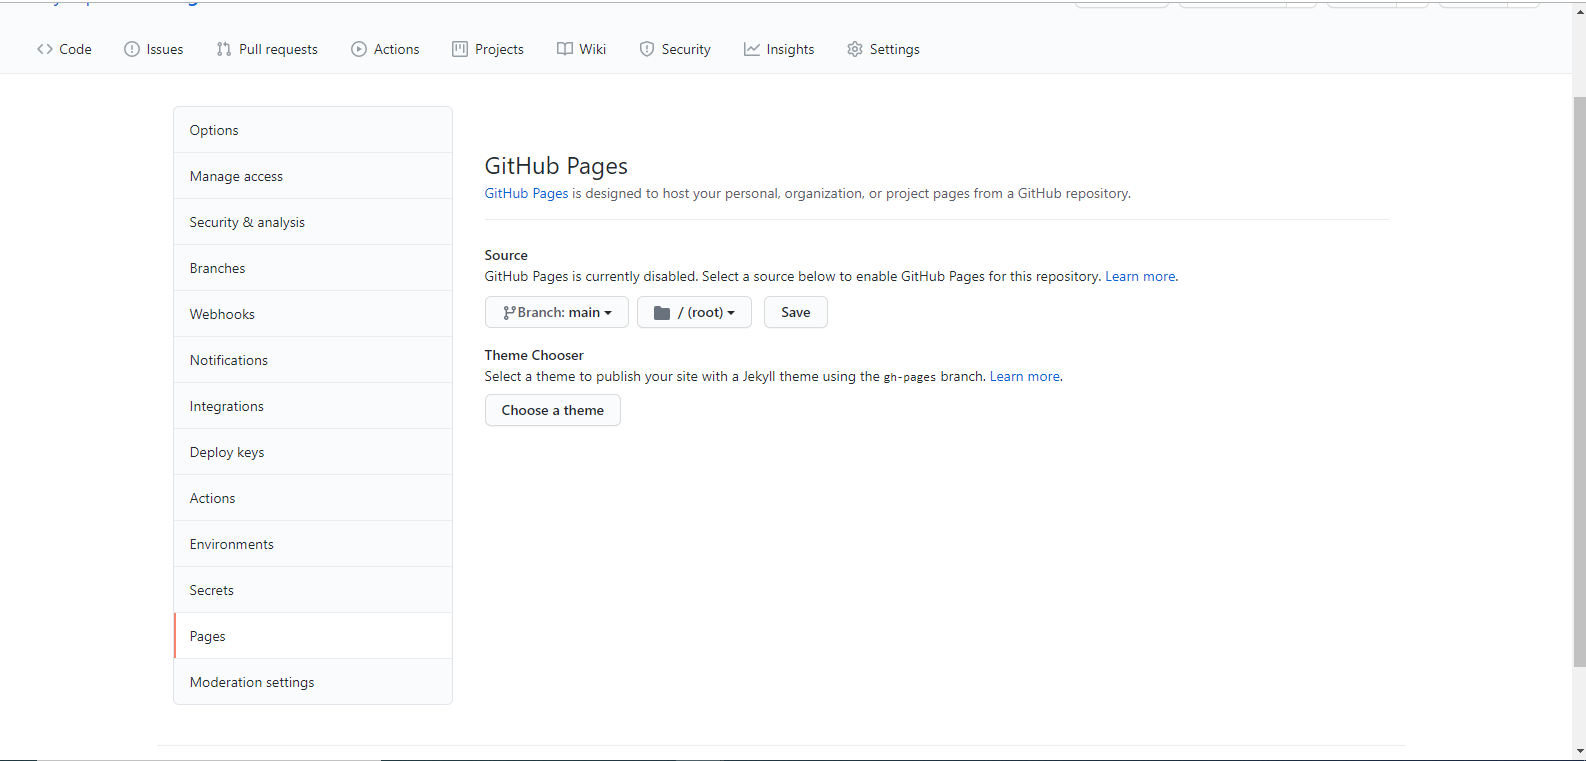 Code Issues Pull requests Actions Projects Wiki Security Insights Settings
Options
Manage access
Security & analysis
Branches
Webhooks
Notifications
Integrations
Deploy keys
Actions
Environments
Secrets
Pages
Moderation settings
GitHub Pages
GitHub Pages is designed to host your personal, organization, or project pages from a GitHub repository.
Source
GitHub Pages is currently disabled. Select a source below to enable GitHub Pages for this repository. Learn more.
Branch: main / (root) Save
Theme Chooser
Select a theme to publish your site with a Jekyll theme using the gh-pages branch. Learn more.
Choose a theme